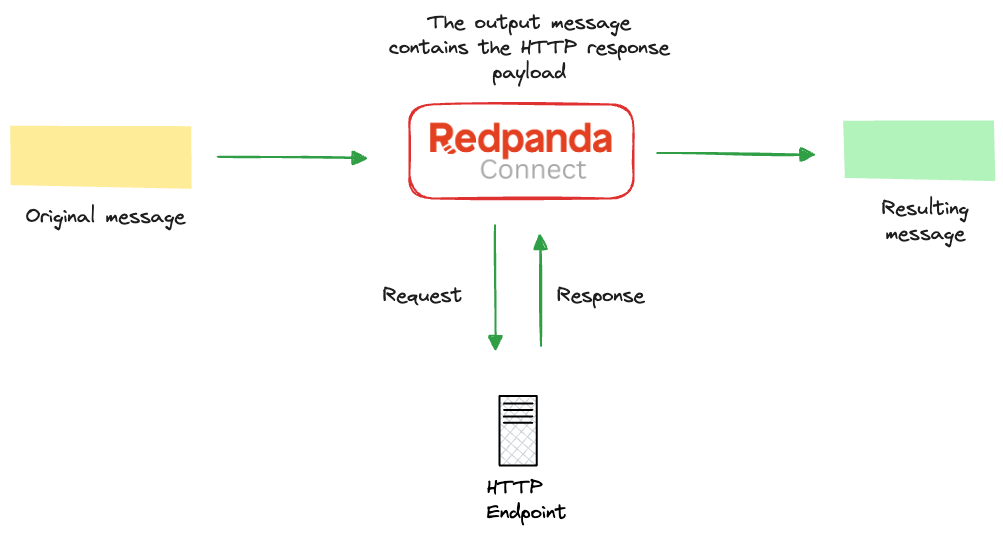 The output message
contains the HTTP response
payload
Redpanda
Connect
Original message
Resulting
message
Request
Response
HTTP
Endpoint